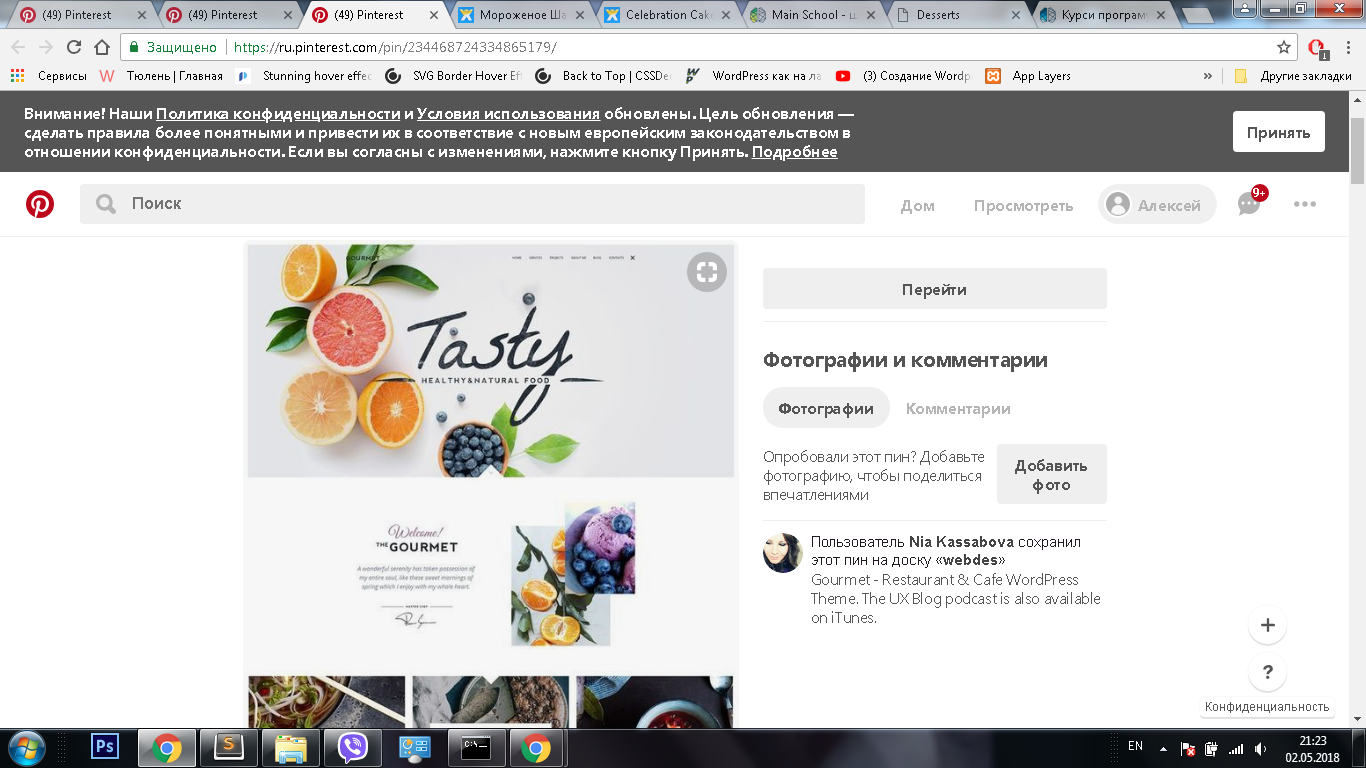 (49) Pinterest
(49) Pinterest
(49) Pinterest
Мороженое Ша
Celebration Cak
Main School - ш
Desserts
Курси програм
Защищено
https://ru.pinterest.com/pin/234468724334865179/
1
Сервисы
Тюлень | Главная
Stunning hover effec
SVG Border Hover Ef
Back to Top | CSSDe
WordPress как на ла
(3) Создание Wordp
App Layers
»
Другие закладки
Внимание! Наши Политика конфиденциальности и Условия использования обновлены. Цель обновления —
сделать правила более понятными и привести их в соответствие с новым европейским законодательством в
отношении конфиденциальности. Если вы согласны с изменениями, нажмите кнопку Принять. Подробнее
Принять
Поиск
Дом
Просмотреть
Алексей
9+
GOURMET
HOME
SERVICES
PROJECTS
ABOUT ME
BLOG
CONTACTS
Tasty
HEALTHY&NATURAL FOOD
Welcome!
THE GOURMET
A wonderful serenity has taken possession of
my entire soul, like these sweet mornings of
spring which I enjoy with my whole heart.
MASTER CHEF
Перейти
Фотографии и комментарии
Фотографии
Комментарии
Опробовали этот пин? Добавьте
фотографию, чтобы поделиться
впечатлениями
Добавить
фото
Пользователь Nia Kassabova сохранил
этот пин на доску «webdes»
Gourmet - Restaurant & Cafe WordPress
Theme. The UX Blog podcast is also available
on iTunes.
+
?
Конфиденциальность
Ps
S
C:\
EN
21:23
02.05.2018